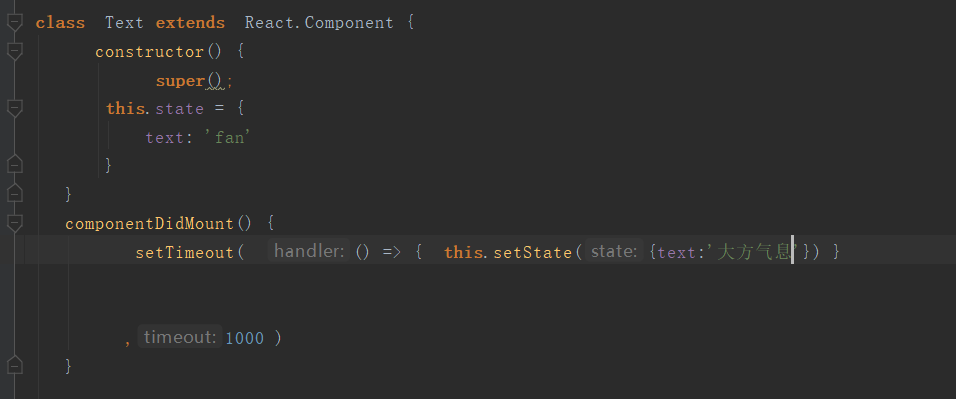 class Text extends React.Component {
constructor() {
super();
this.state = {
text: 'fan'
}
}
componentDidMount() {
setTimeout( handler: () => { this.setState( state: {text:'大方气息'}) }
, timeout: 1000 )
}